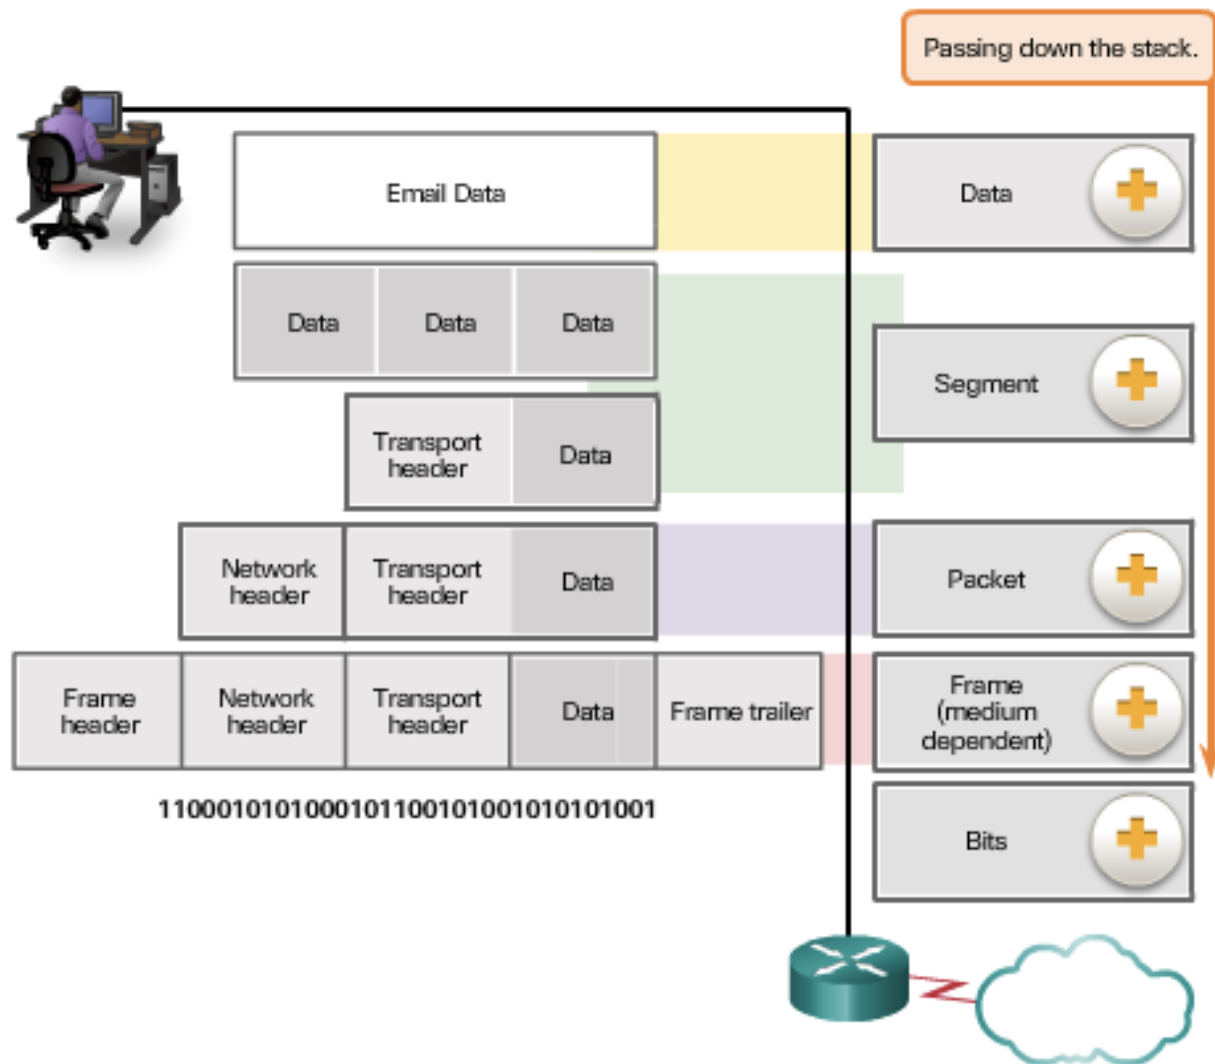 Passing down the stack.
Email Data
Data
Data
Data
Data
Segment
Transport
header
Data
Network
header
Transport
header
Data
Packet
Frame
header
Network
header
Transport
header
Data
Frame trailer
Frame
(medium
dependent)
1100010101000101100101001010101001
Bits